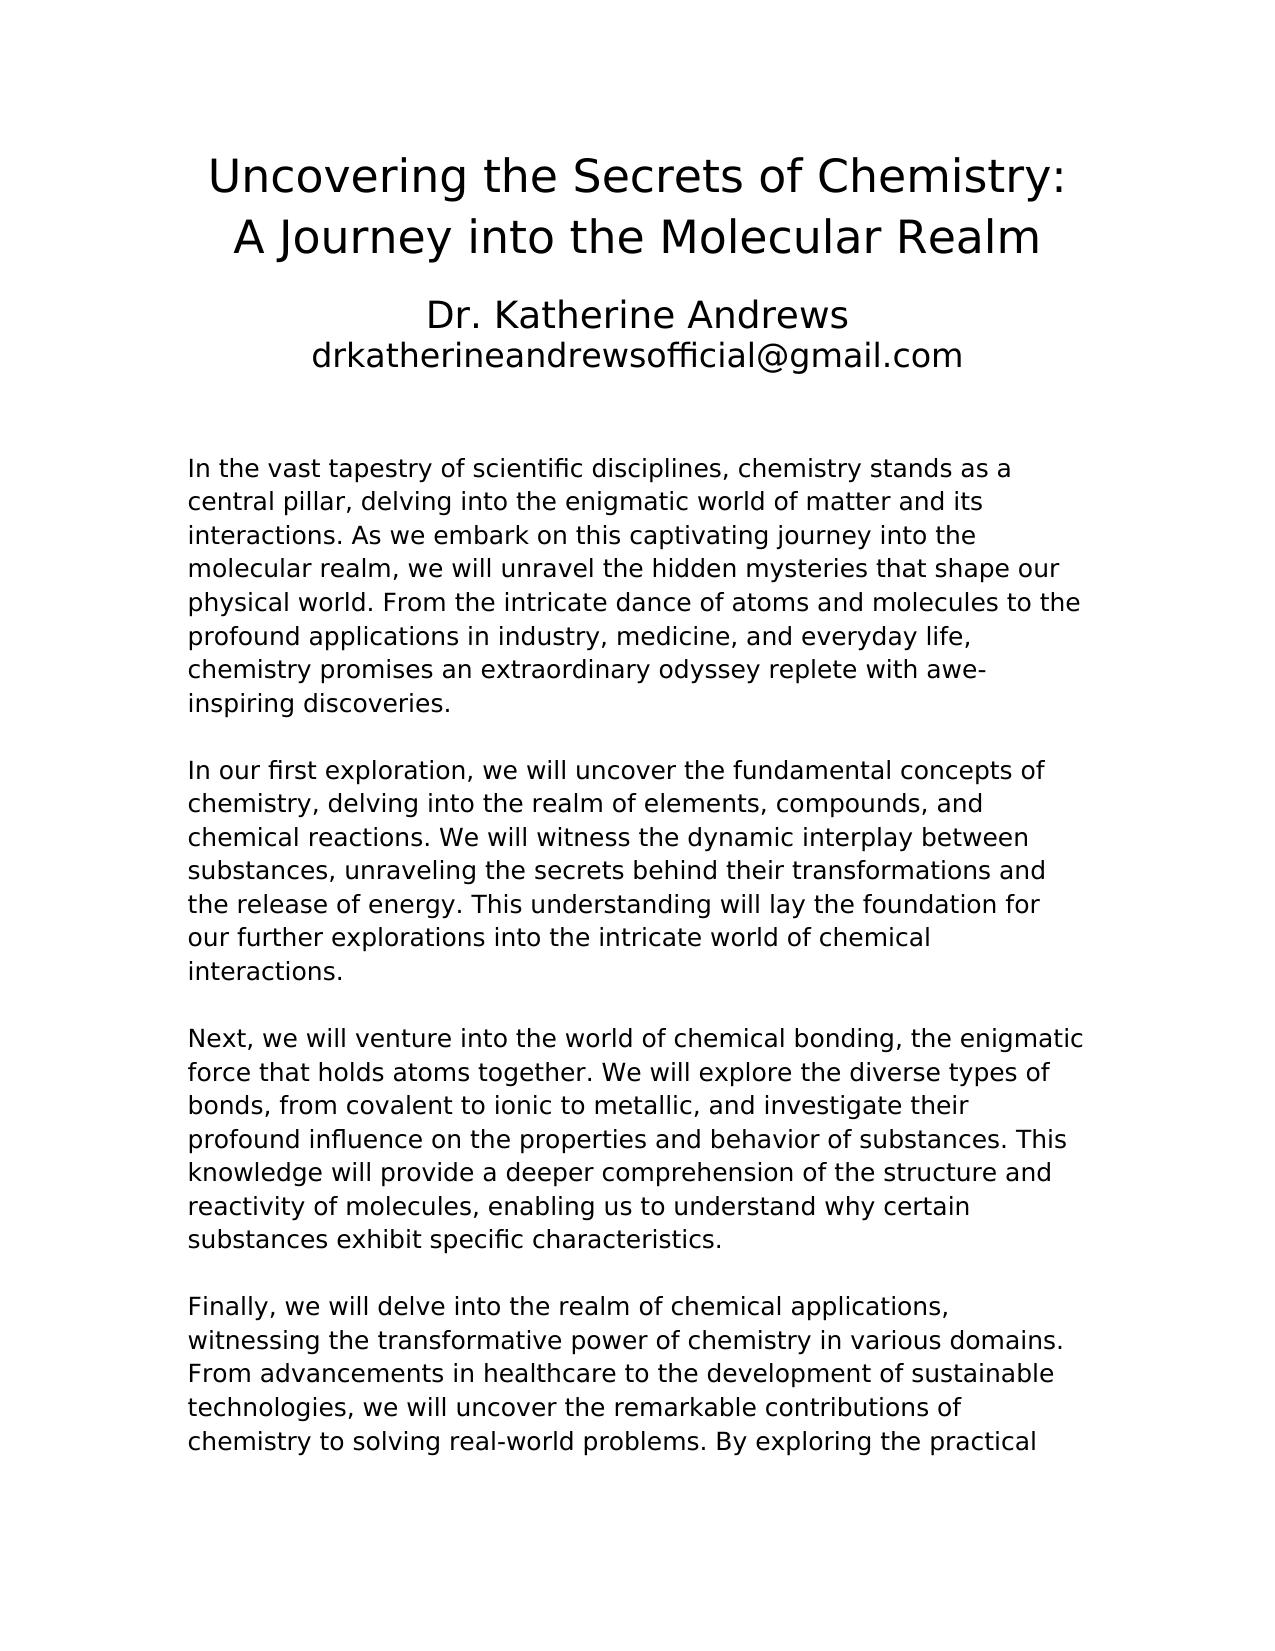 Uncovering the Secrets of Chemistry:
A Journey into the Molecular Realm
Dr. Katherine Andrews
drkatherineandrewsofficial@gmail.com
In the vast tapestry of scientific disciplines, chemistry stands as a
central pillar, delving into the enigmatic world of matter and its
interactions. As we embark on this captivating journey into the
molecular realm, we will unravel the hidden mysteries that shape our
physical world. From the intricate dance of atoms and molecules to the
profound applications in industry, medicine, and everyday life,
chemistry promises an extraordinary odyssey replete with awe-
inspiring discoveries.
In our first exploration, we will uncover the fundamental concepts of
chemistry, delving into the realm of elements, compounds, and
chemical reactions. We will witness the dynamic interplay between
substances, unraveling the secrets behind their transformations and
the release of energy. This understanding will lay the foundation for
our further explorations into the intricate world of chemical
interactions.
Next, we will venture into the world of chemical bonding, the enigmatic
force that holds atoms together. We will explore the diverse types of
bonds, from covalent to ionic to metallic, and investigate their
profound influence on the properties and behavior of substances. This
knowledge will provide a deeper comprehension of the structure and
reactivity of molecules, enabling us to understand why certain
substances exhibit specific characteristics.
Finally, we will delve into the realm of chemical applications,
witnessing the transformative power of chemistry in various domains.
From advancements in healthcare to the development of sustainable
technologies, we will uncover the remarkable contributions of
chemistry to solving real-world problems. By exploring the practical